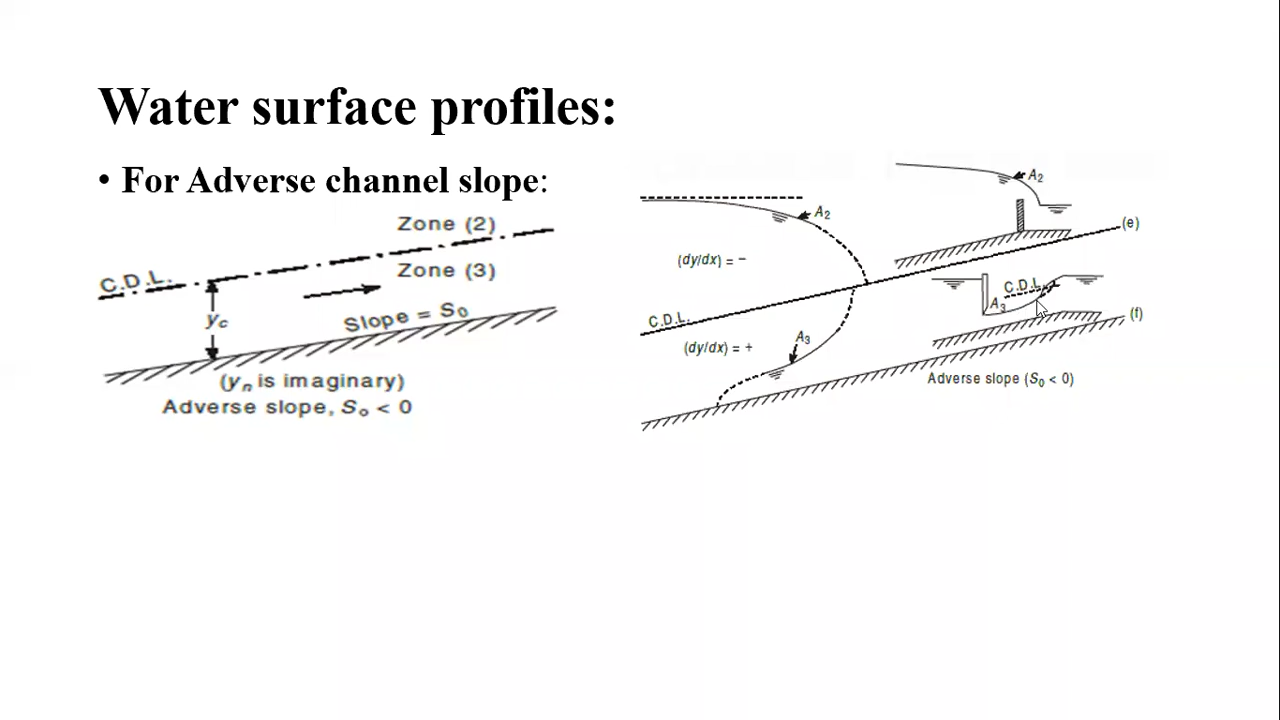 Water surface profiles:
• For Adverse channel slope:
Zone (2)
C.D.L.
Zone (3)
yc
Slope = S0
(yn is imaginary)
Adverse slope, So < 0
A2
A2
(e)
(dy/dx) = −
C.D.L.
A3
C.D.L.
(f)
(dy/dx) = +
A3
Adverse slope (S0 < 0)